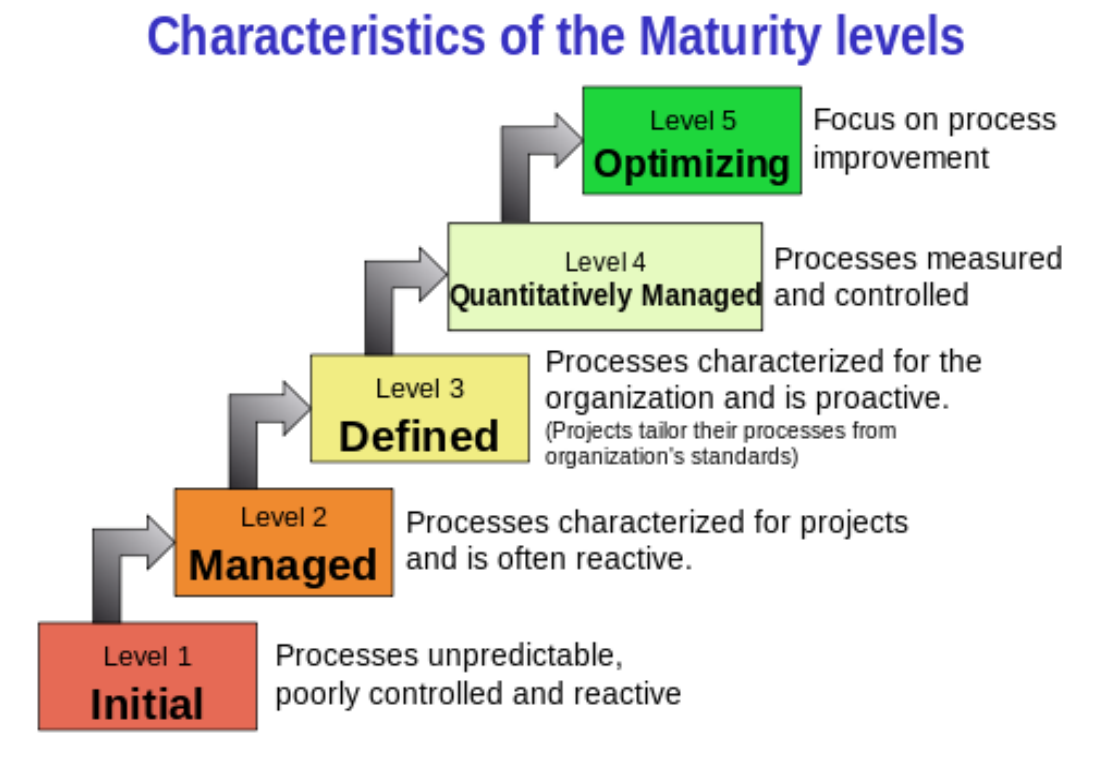 Characteristics of the Maturity levels
Level 5
Optimizing
Focus on process
improvement
Level 4
Quantitatively Managed
Processes measured
and controlled
Level 3
Defined
Processes characterized for the
organization and is proactive.
(Projects tailor their processes from
organization's standards)
Level 2
Managed
Processes characterized for projects
and is often reactive.
Level 1
Initial
Processes unpredictable,
poorly controlled and reactive